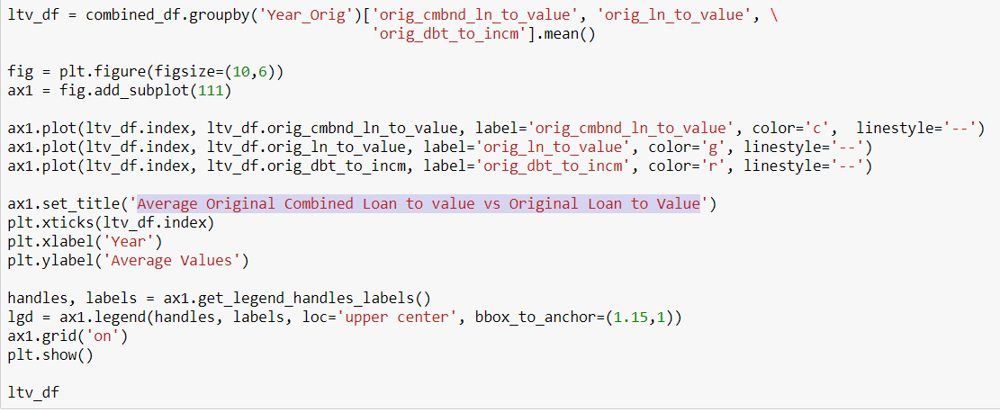 ltv_df = combined_df.groupby('Year_Orig')['orig_cmbnd_ln_to_value', 'orig_ln_to_value', \
'orig_dbt_to_incm'].mean()
fig = plt.figure(figsize=(10,6))
ax1 = fig.add_subplot(111)
ax1.plot(ltv_df.index, ltv_df.orig_cmbnd_ln_to_value, label='orig_cmbnd_ln_to_value', color='c',  linestyle='--')
ax1.plot(ltv_df.index, ltv_df.orig_ln_to_value, label='orig_ln_to_value', color='g', linestyle='--')
ax1.plot(ltv_df.index, ltv_df.orig_dbt_to_incm, label='orig_dbt_to_incm', color='r', linestyle='--')
ax1.set_title('Average Original Combined Loan to value vs Original Loan to Value')
plt.xticks(ltv_df.index)
plt.xlabel('Year')
plt.ylabel('Average Values')
handles, labels = ax1.get_legend_handles_labels()
lgd = ax1.legend(handles, labels, loc='upper center', bbox_to_anchor=(1.15,1))
ax1.grid('on')
plt.show()
ltv_df